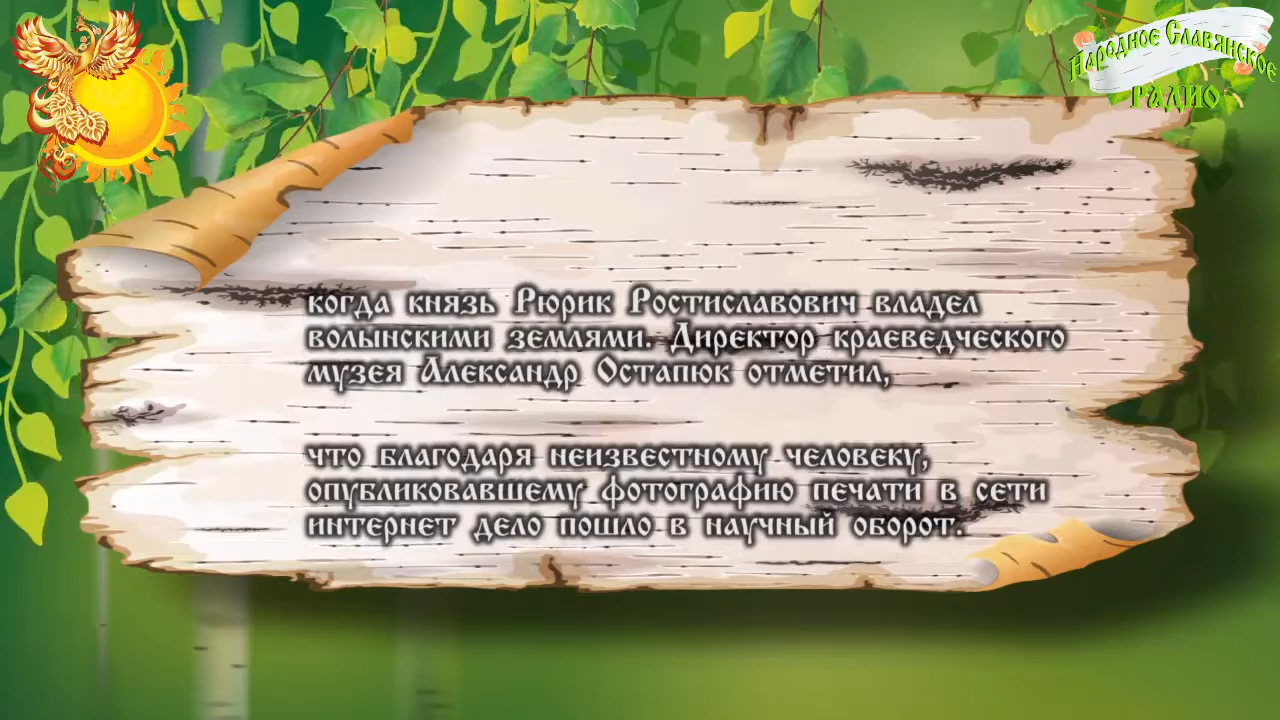 Народное Славянское
РАДИО
когда князь Рюрик Ростиславович владел
волынскими землями. Директор краеведческого
музея Александр Остапюк отметил,
что благодаря неизвестному человеку,
опубликовавшему фотографию печати в сети
интернет дело пошло в научный оборот.